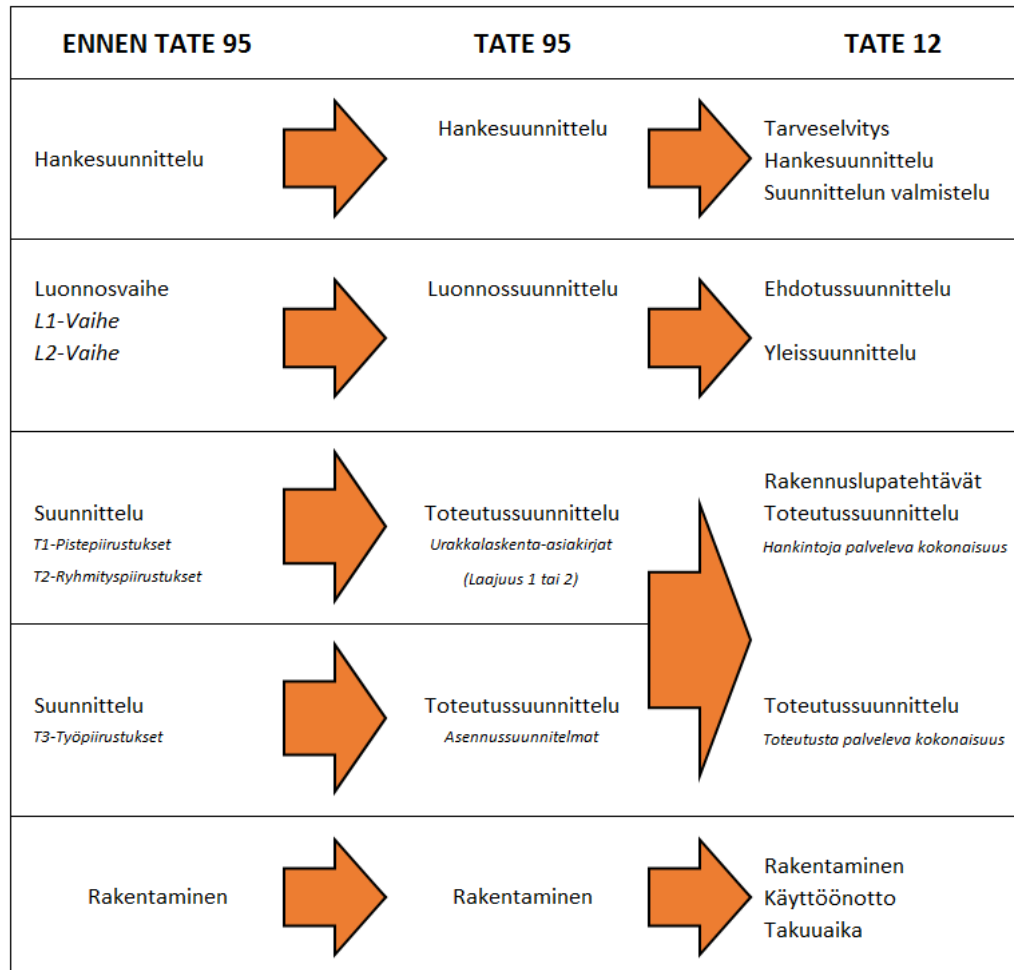 ENNEN TATE 95
TATE 95
TATE 12
Hankesuunnittelu
Hankesuunnittelu
Tarveselvitys
Hankesuunnittelu
Suunnittelun valmistelu
Luonnosvaihe
L1-Vaihe
L2-Vaihe
Luonnossuunnittelu
Ehdotussuunnittelu
Yleissuunnittelu
Suunnittelu
T1-Pistepiirustukset
T2-Ryhmityspiirustukset
Toteutussuunnittelu
Urakkalaskenta-asiakirjat
(Laajuus 1 tai 2)
Rakennuslupatehtävät
Toteutussuunnittelu
Hankintoja palveleva kokonaisuus
Suunnittelu
T3-Työpiirustukset
Toteutussuunnittelu
Asennussuunnitelmat
Toteutussuunnittelu
Toteutusta palveleva kokonaisuus
Rakentaminen
Rakentaminen
Rakentaminen
Käyttöönotto
Takuuaika